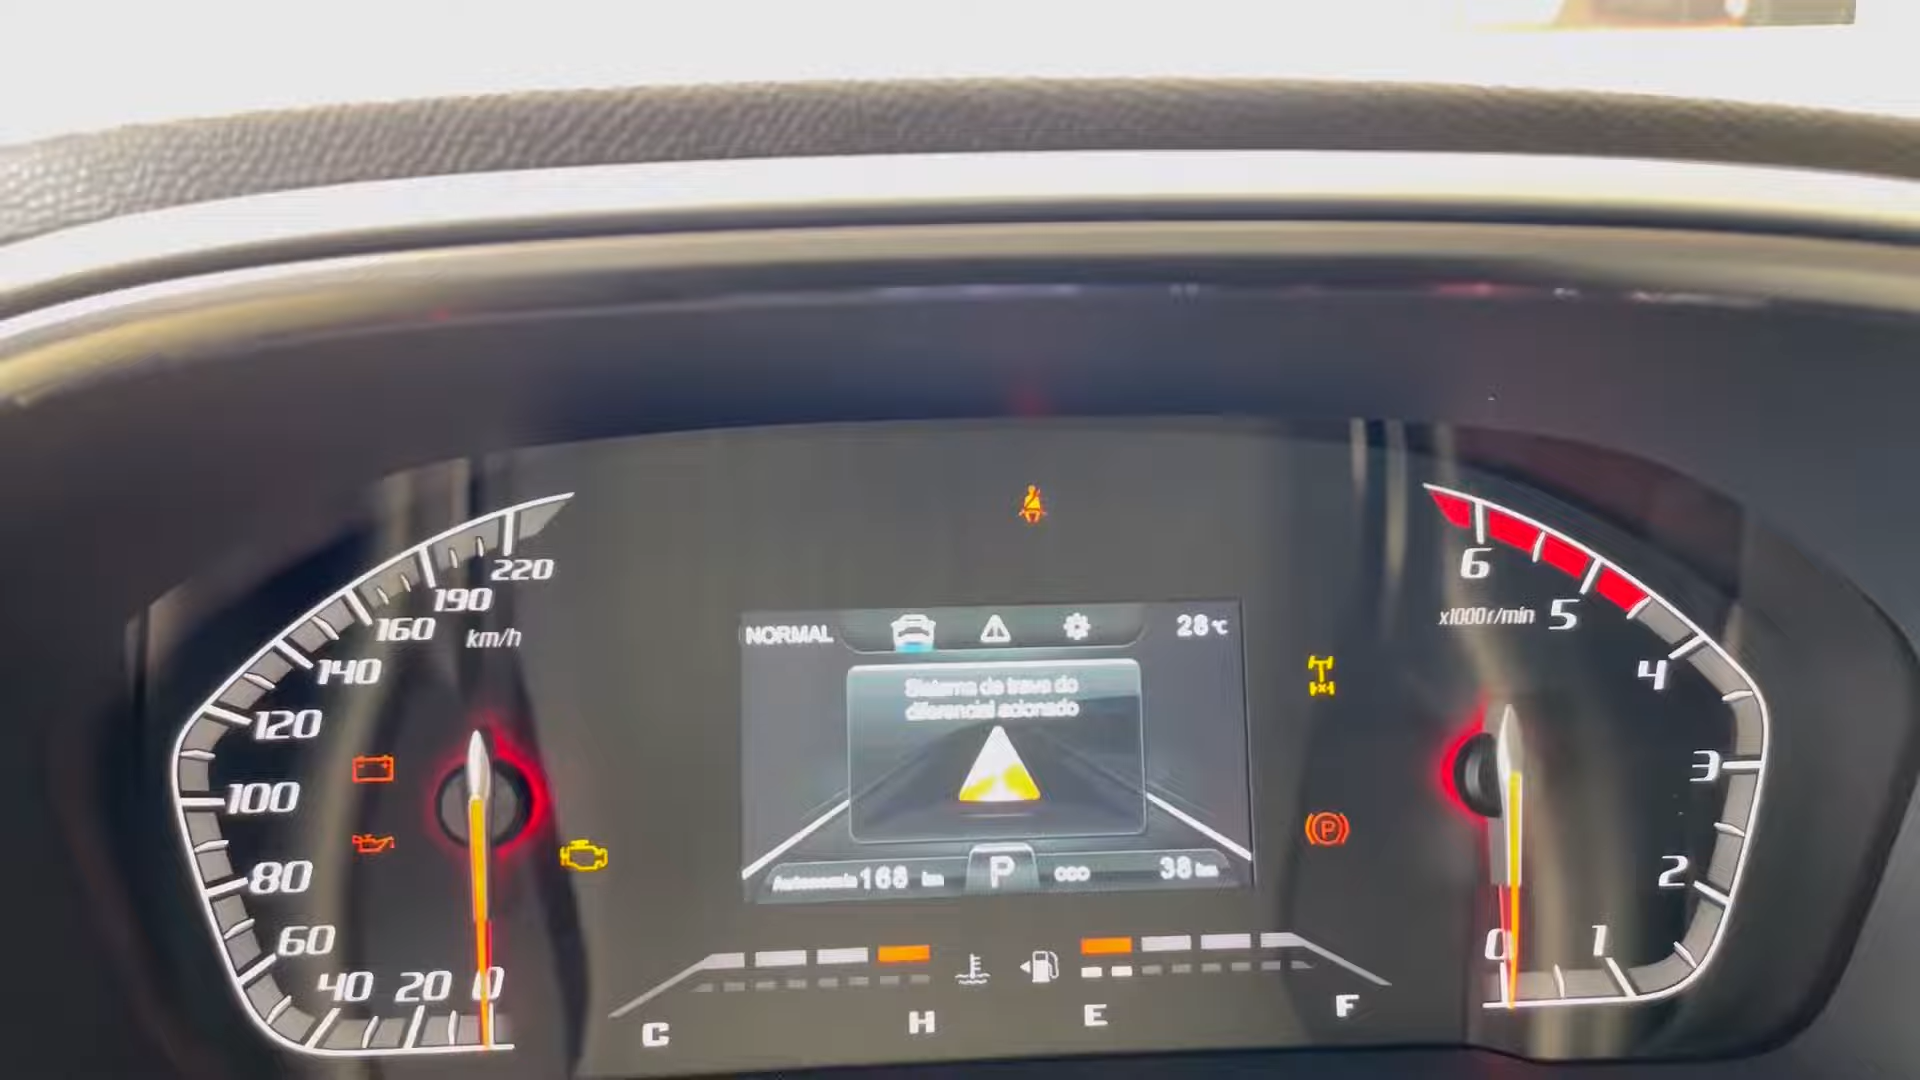 NORMAL
28°C
Sistema de trava do
diferencial acionado
Autonomia 168 km
P
38 km
220
190
160
140
120
100
80
60
40
20
0
km/h
6
5
4
3
2
1
0
x1000 r/min
P
C
H
E
F